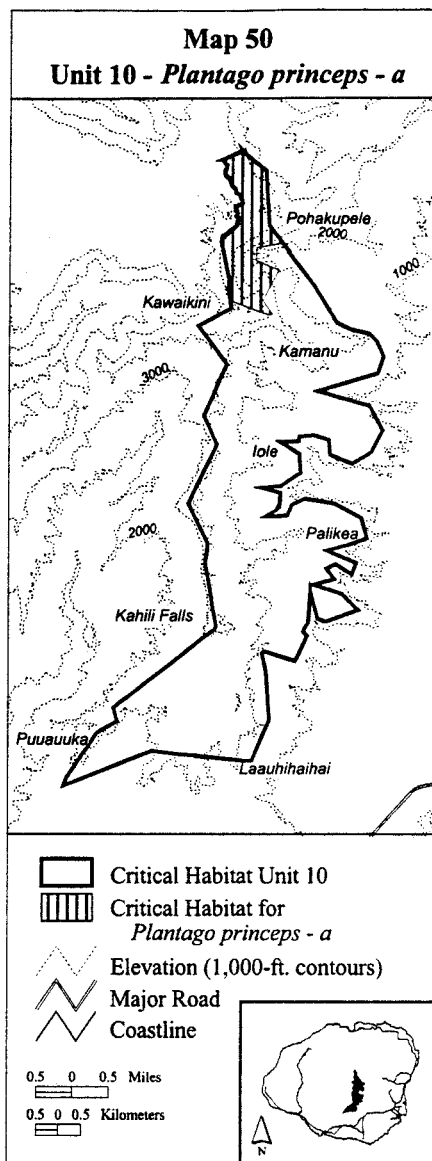 Map 50
Unit 10 - Plantago princeps - a
Pohakupele
2000
1000
Kawaikini
Kamanu
3000
Iole
2000
Palikea
Kahili Falls
Puuauuka
Laauhihaihai
Critical Habitat Unit 10
Critical Habitat for
Plantago princeps - a
Elevation (1,000-ft. contours)
Major Road
Coastline
0.5 0 0.5 Miles
0.5 0 0.5 Kilometers
N